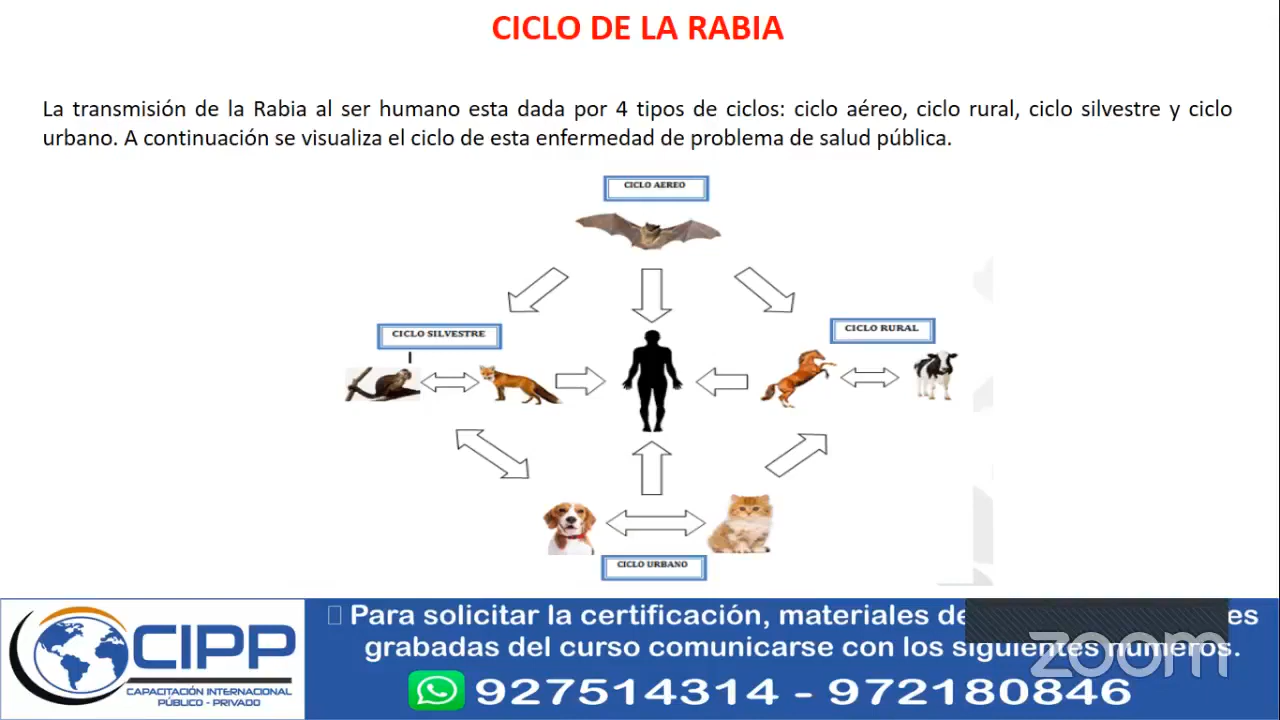 CICLO DE LA RABIA
La transmisión de la Rabia al ser humano esta dada por 4 tipos de ciclos: ciclo aéreo, ciclo rural, ciclo silvestre y ciclo
urbano. A continuación se visualiza el ciclo de esta enfermedad de problema de salud pública.
CICLO AEREO
CICLO SILVESTRE
CICLO RURAL
CICLO URBANO
CIPP
CAPACITACIÓN INTERNACIONAL
PÚBLICO - PRIVADO
Para solicitar la certificación, materiales de es
grabadas del curso comunicarse con los siguientes números.
927514314 - 972180846
zoom